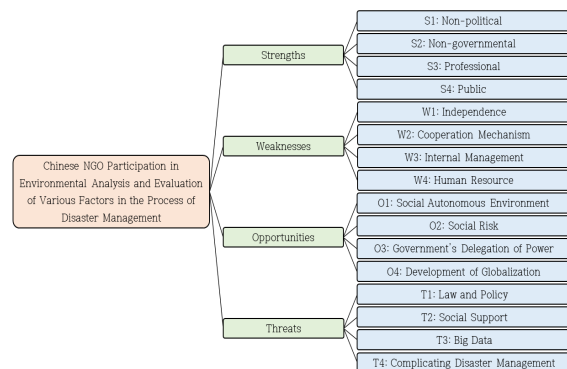 Chinese NGO Participation in
Environmental Analysis and Evaluation
of Various Factors in the Process of
Disaster Management
Strengths
S1: Non-political
S2: Non-governmental
S3: Professional
S4: Public
Weaknesses
W1: Independence
W2: Cooperation Mechanism
W3: Internal Management
W4: Human Resource
Opportunities
O1: Social Autonomous Environment
O2: Social Risk
O3: Government's Delegation of Power
O4: Development of Globalization
Threats
T1: Law and Policy
T2: Social Support
T3: Big Data
T4: Complicating Disaster Management